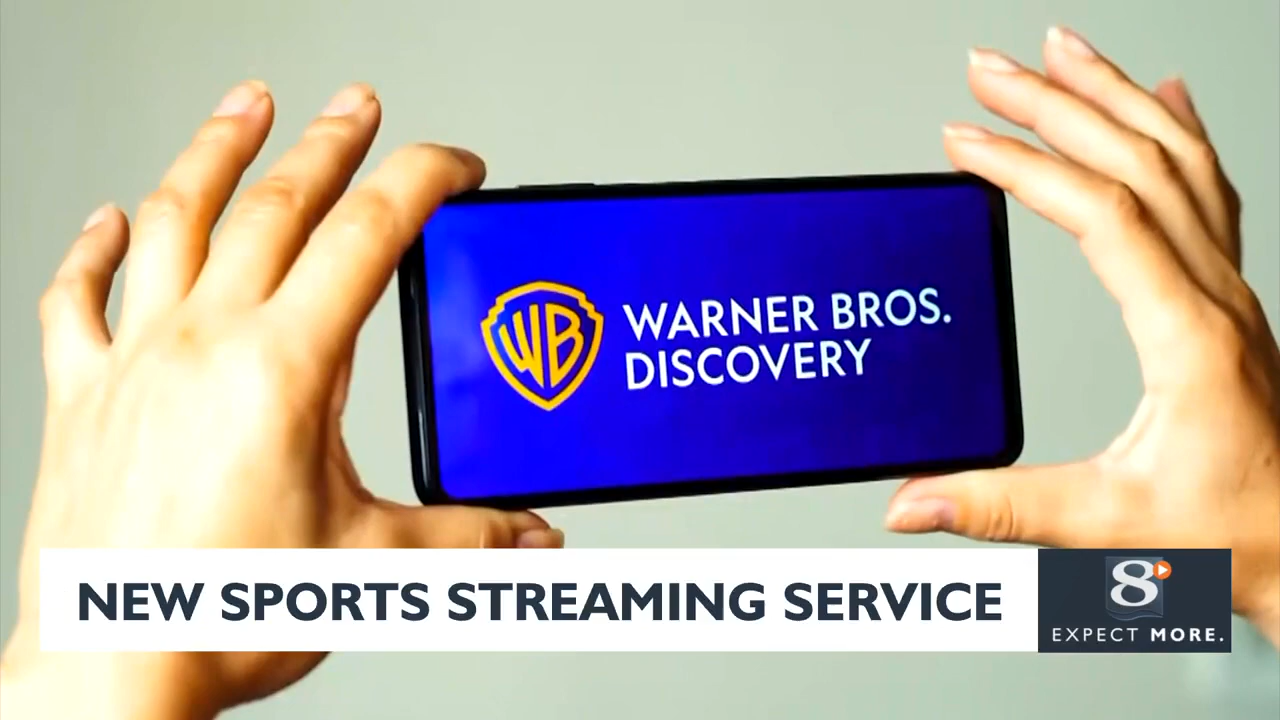 WB
WARNER BROS.
DISCOVERY
NEW SPORTS STREAMING SERVICE
8
EXPECT MORE.